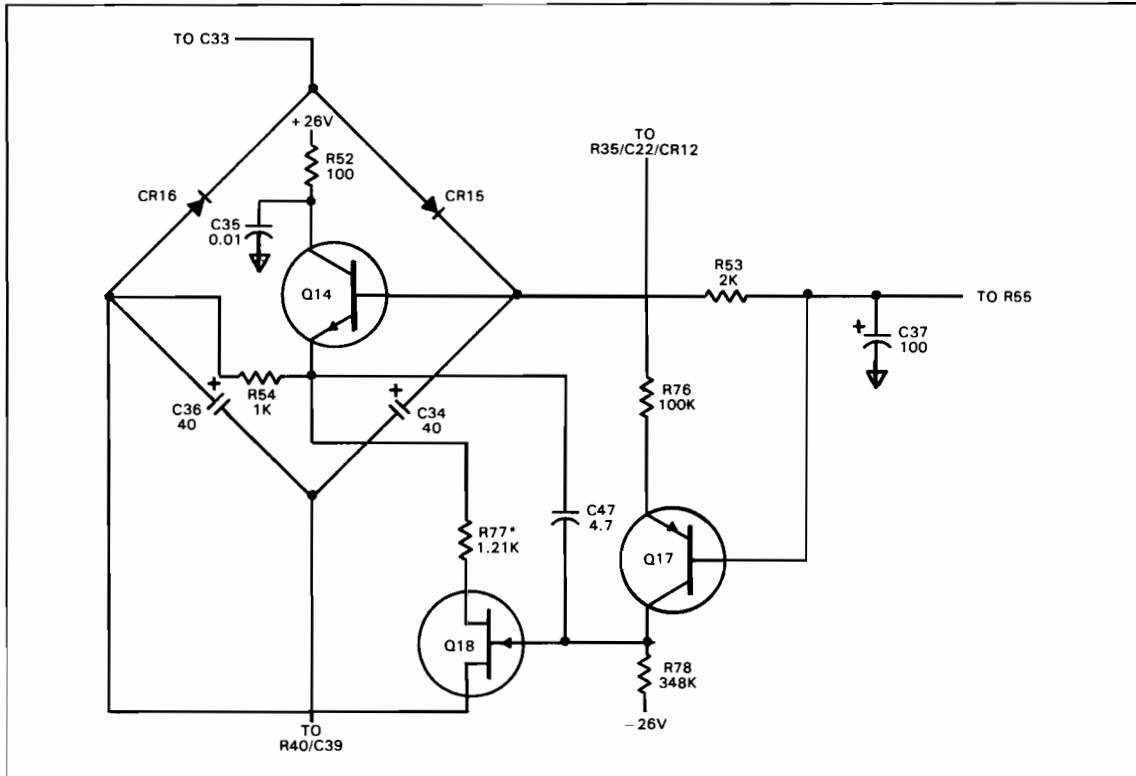 TO C33
+26V
R52
100
TO
R35/C22/CR12
CR16
CR15
C35
0.01
Q14
R53
2K
TO R55
+
C37
100
+
R54
1K
C36
40
+
C34
40
R76
100K
C47
4.7
R77*
1.21K
Q17
Q18
R78
348K
−26V
TO
R40/C39